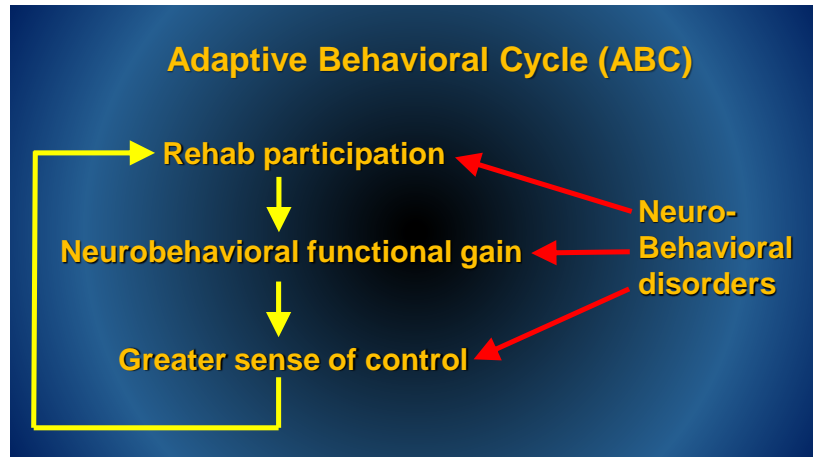 Adaptive Behavioral Cycle (ABC)
Rehab participation
Neurobehavioral functional gain
Greater sense of control
Neuro-
Behavioral
disorders